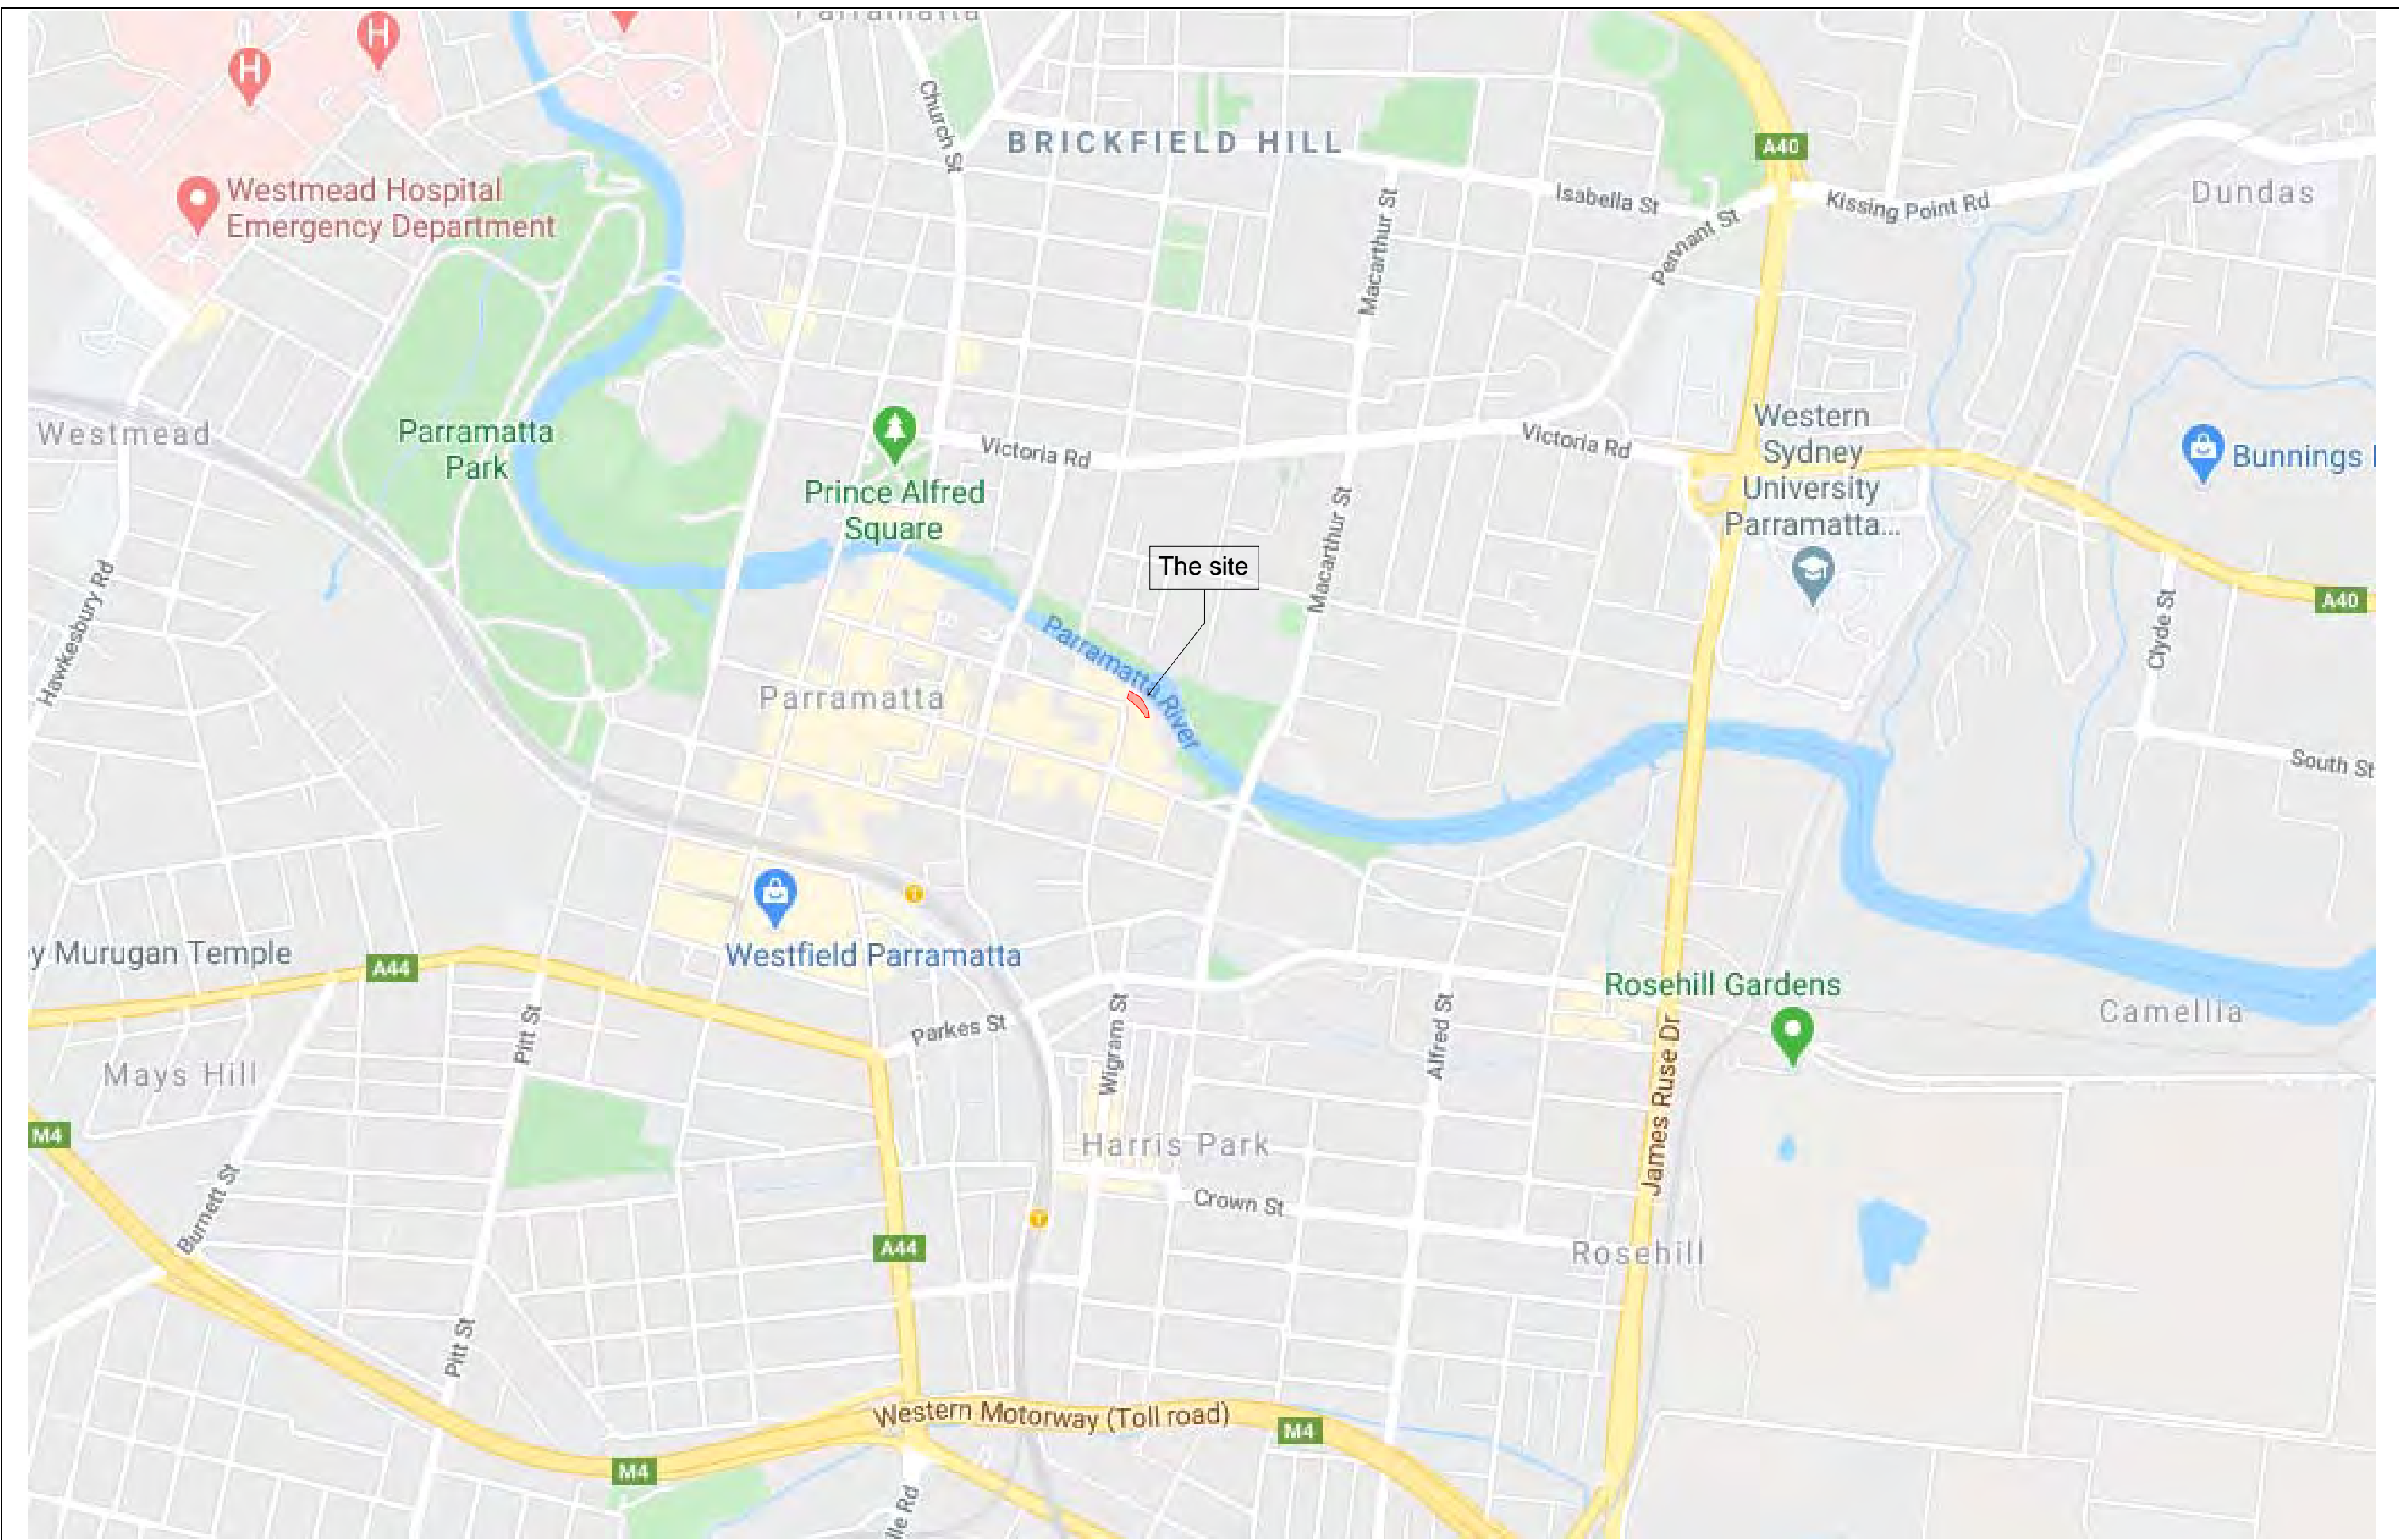 Parramatta
H
H
Church St
BRICKFIELD HILL
A40
Westmead Hospital
Emergency Department
Isabella St
Kissing Point Rd
Dundas
Macarthur St
Pennant St
Westmead
Parramatta
Park
Victoria Rd
Victoria Rd
Western
Sydney
University
Parramatta...
Bunnings
Prince Alfred
Square
Macarthur St
The site
Hawkesbury Rd
A40
Clyde St
Parramatta River
Parramatta
South St
y Murugan Temple
A44
Westfield Parramatta
Rosehill Gardens
Camellia
Pitt St
Parkes St
Wigram St
Alfred St
James Ruse Dr
Mays Hill
M4
Harris Park
Burnett St
Crown St
A44
Rosehill
Pitt St
Western Motorway (Toll road)
M4
M4
lle Rd